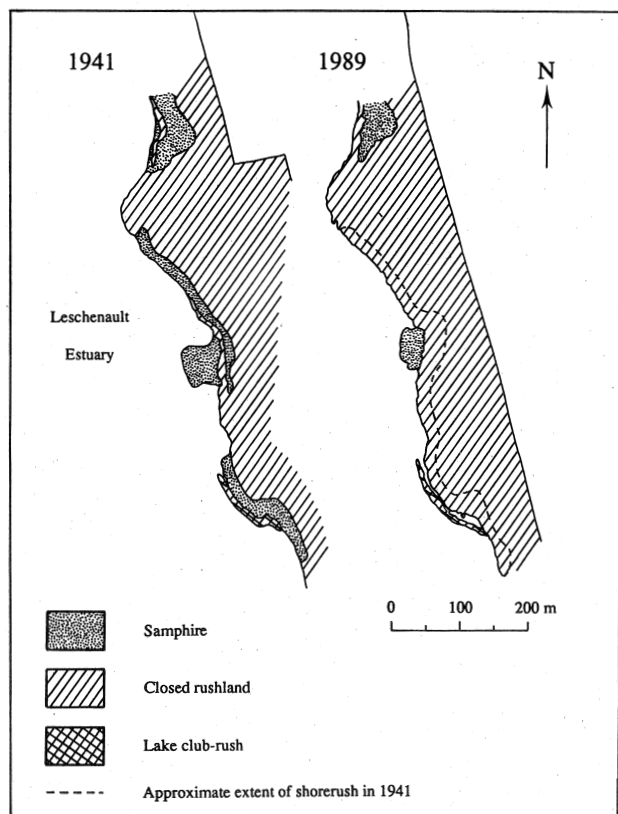 1941
1989
N
Leschenault
Estuary
0 100 200 m
Samphire
Closed rushland
Lake club-rush
Approximate extent of shorerush in 1941